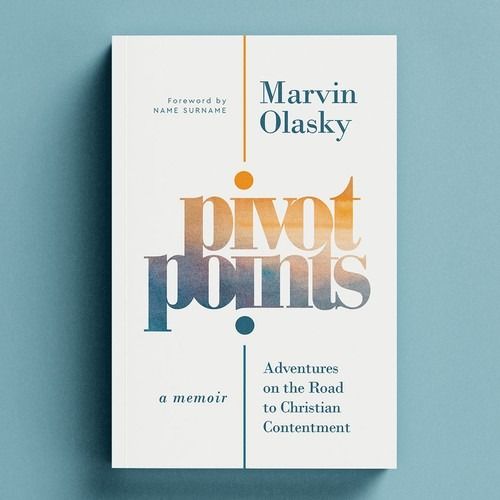 Foreword by
NAME SURNAME
Marvin
Olasky
pivot
points
a memoir
Adventures
on the Road
to Christian
Contentment